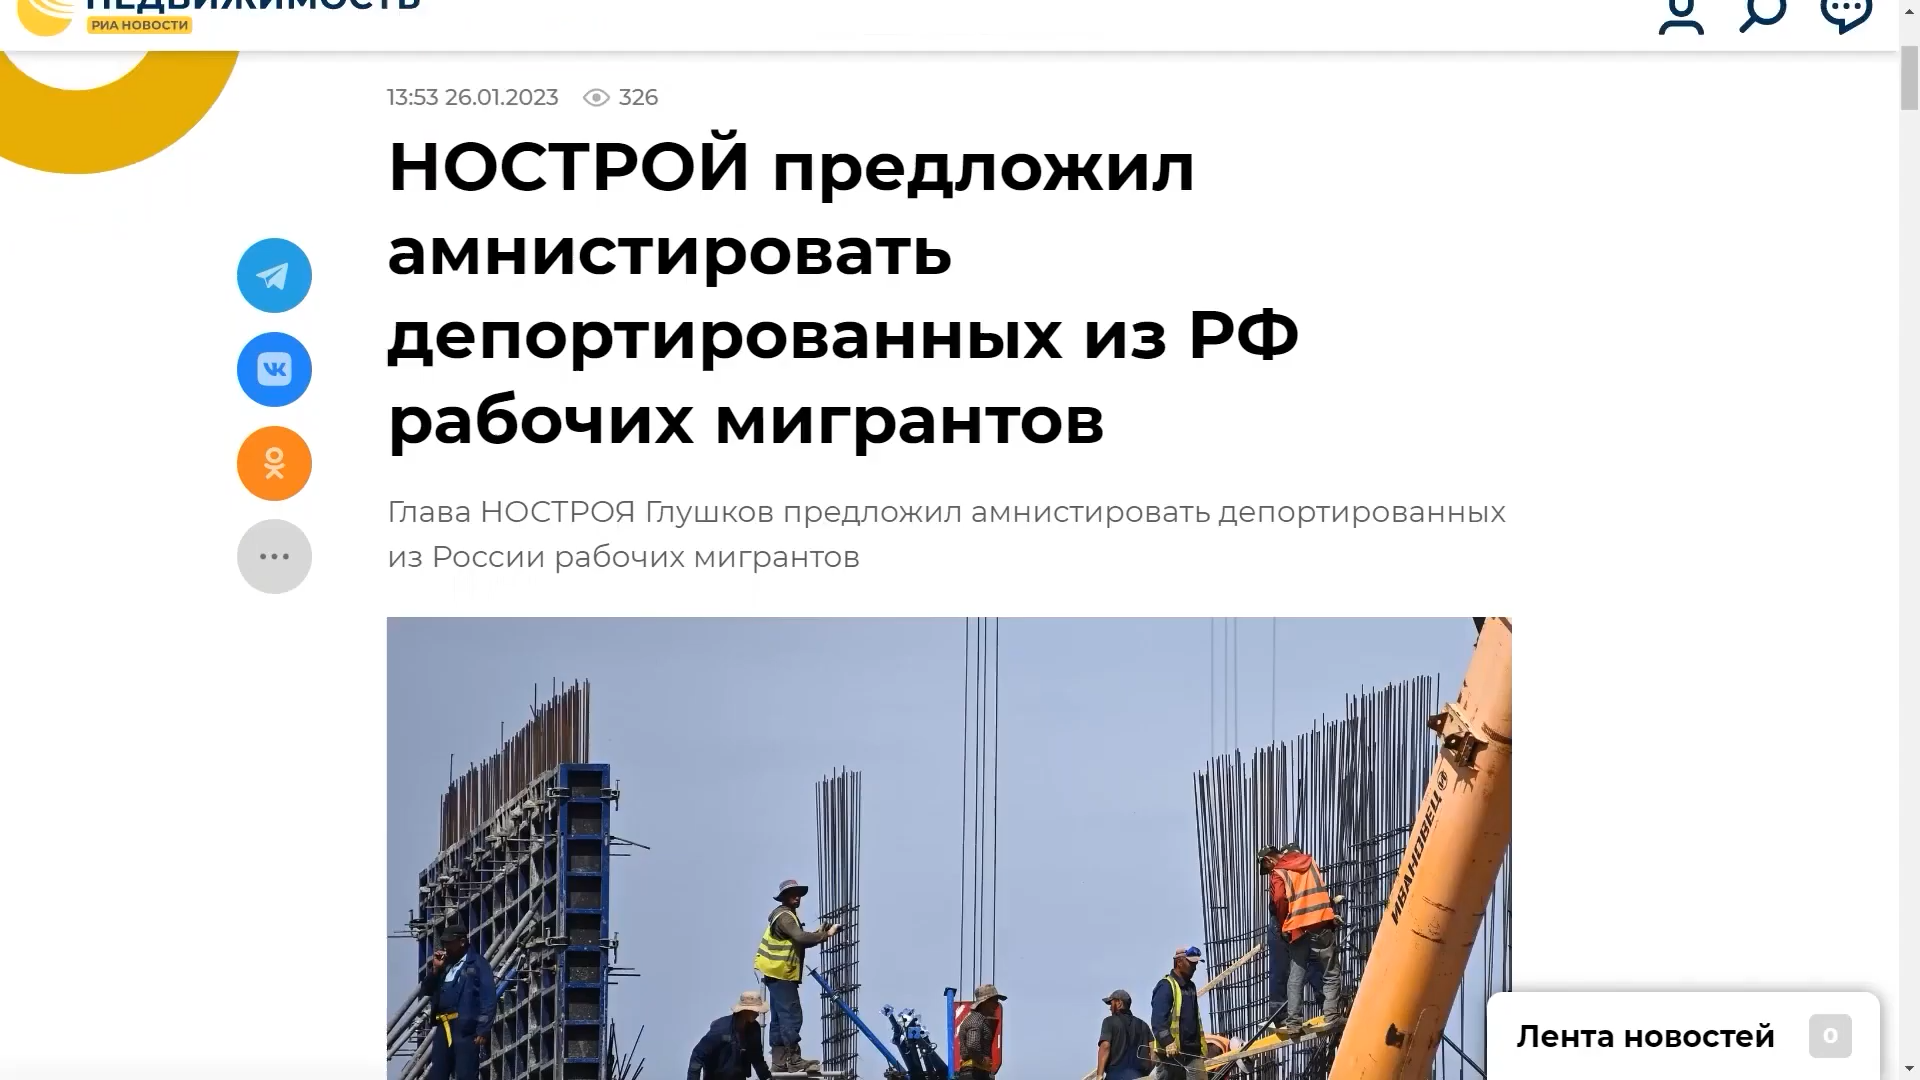 НЕДВИЖИМОСТЬ
РИА НОВОСТИ
13:53 26.01.2023 326
НОСТРОЙ предложил
амнистировать
депортированных из РФ
рабочих мигрантов
Глава НОСТРОЯ Глушков предложил амнистировать депортированных
из России рабочих мигрантов
ИВАНОВЕЦ
Лента новостей 0